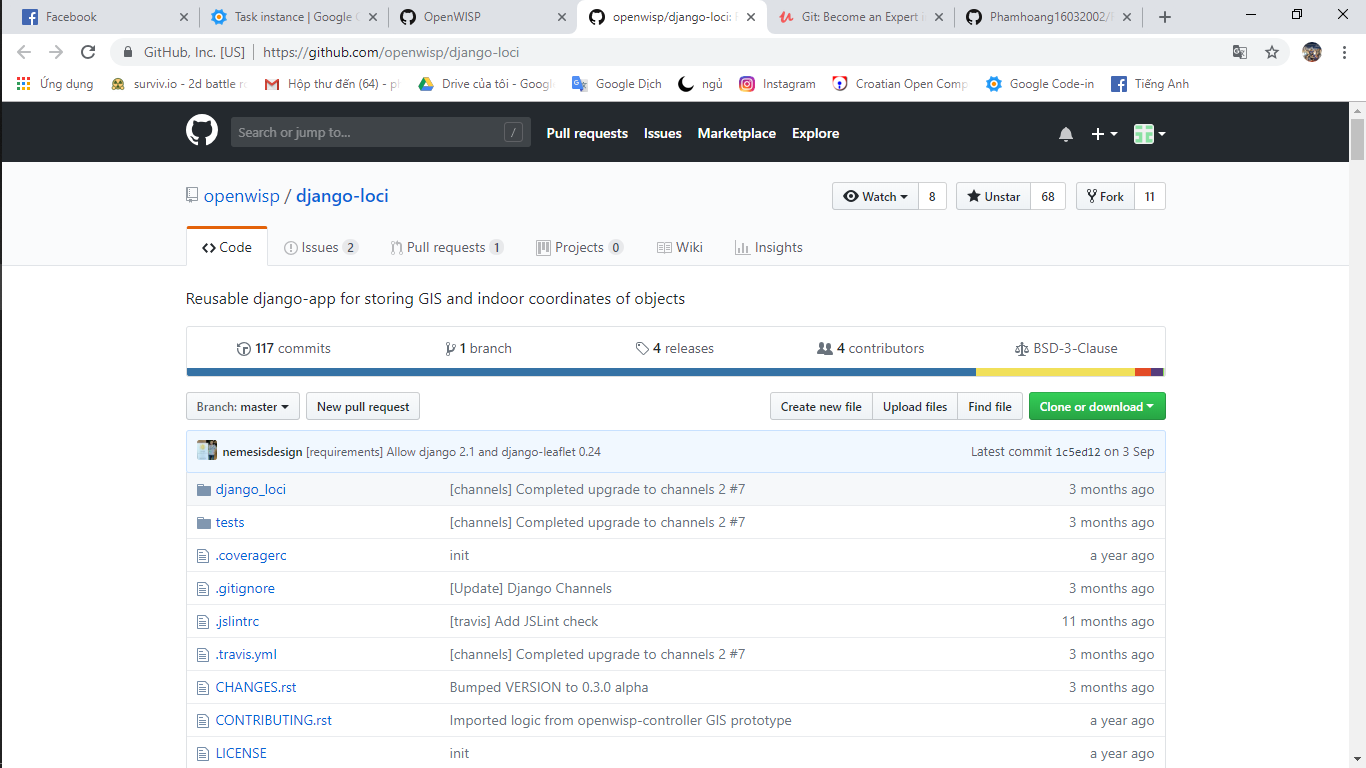 Facebook
Task instance | Google C
OpenWISP
openwisp/django-loci:
Git: Become an Expert i
Phamhoang16032002/
GitHub, Inc. [US] | https://github.com/openwisp/django-loci
Ứng dụng
surviv.io - 2d battle ro
Hộp thư đến (64) - ph
Drive của tôi - Google
Google Dịch
ngủ
Instagram
Croatian Open Comp
Google Code-in
Tiếng Anh
Search or jump to...
/
Pull requests
Issues
Marketplace
Explore
openwisp / django-loci
Watch 8
Unstar 68
Fork 11
Code
Issues 2
Pull requests 1
Projects 0
Wiki
Insights
Reusable django-app for storing GIS and indoor coordinates of objects
117 commits
1 branch
4 releases
4 contributors
BSD-3-Clause
Branch: master
New pull request
Create new file
Upload files
Find file
Clone or download
nemesisdesign [requirements] Allow django 2.1 and django-leaflet 0.24
Latest commit 1c5ed12 on 3 Sep
django_loci [channels] Completed upgrade to channels 2 #7 3 months ago
tests [channels] Completed upgrade to channels 2 #7 3 months ago
.coveragerc init a year ago
.gitignore [Update] Django Channels 3 months ago
.jslintrc [travis] Add JSLint check 11 months ago
.travis.yml [channels] Completed upgrade to channels 2 #7 3 months ago
CHANGES.rst Bumped VERSION to 0.3.0 alpha 3 months ago
CONTRIBUTING.rst Imported logic from openwisp-controller GIS prototype a year ago
LICENSE init a year ago